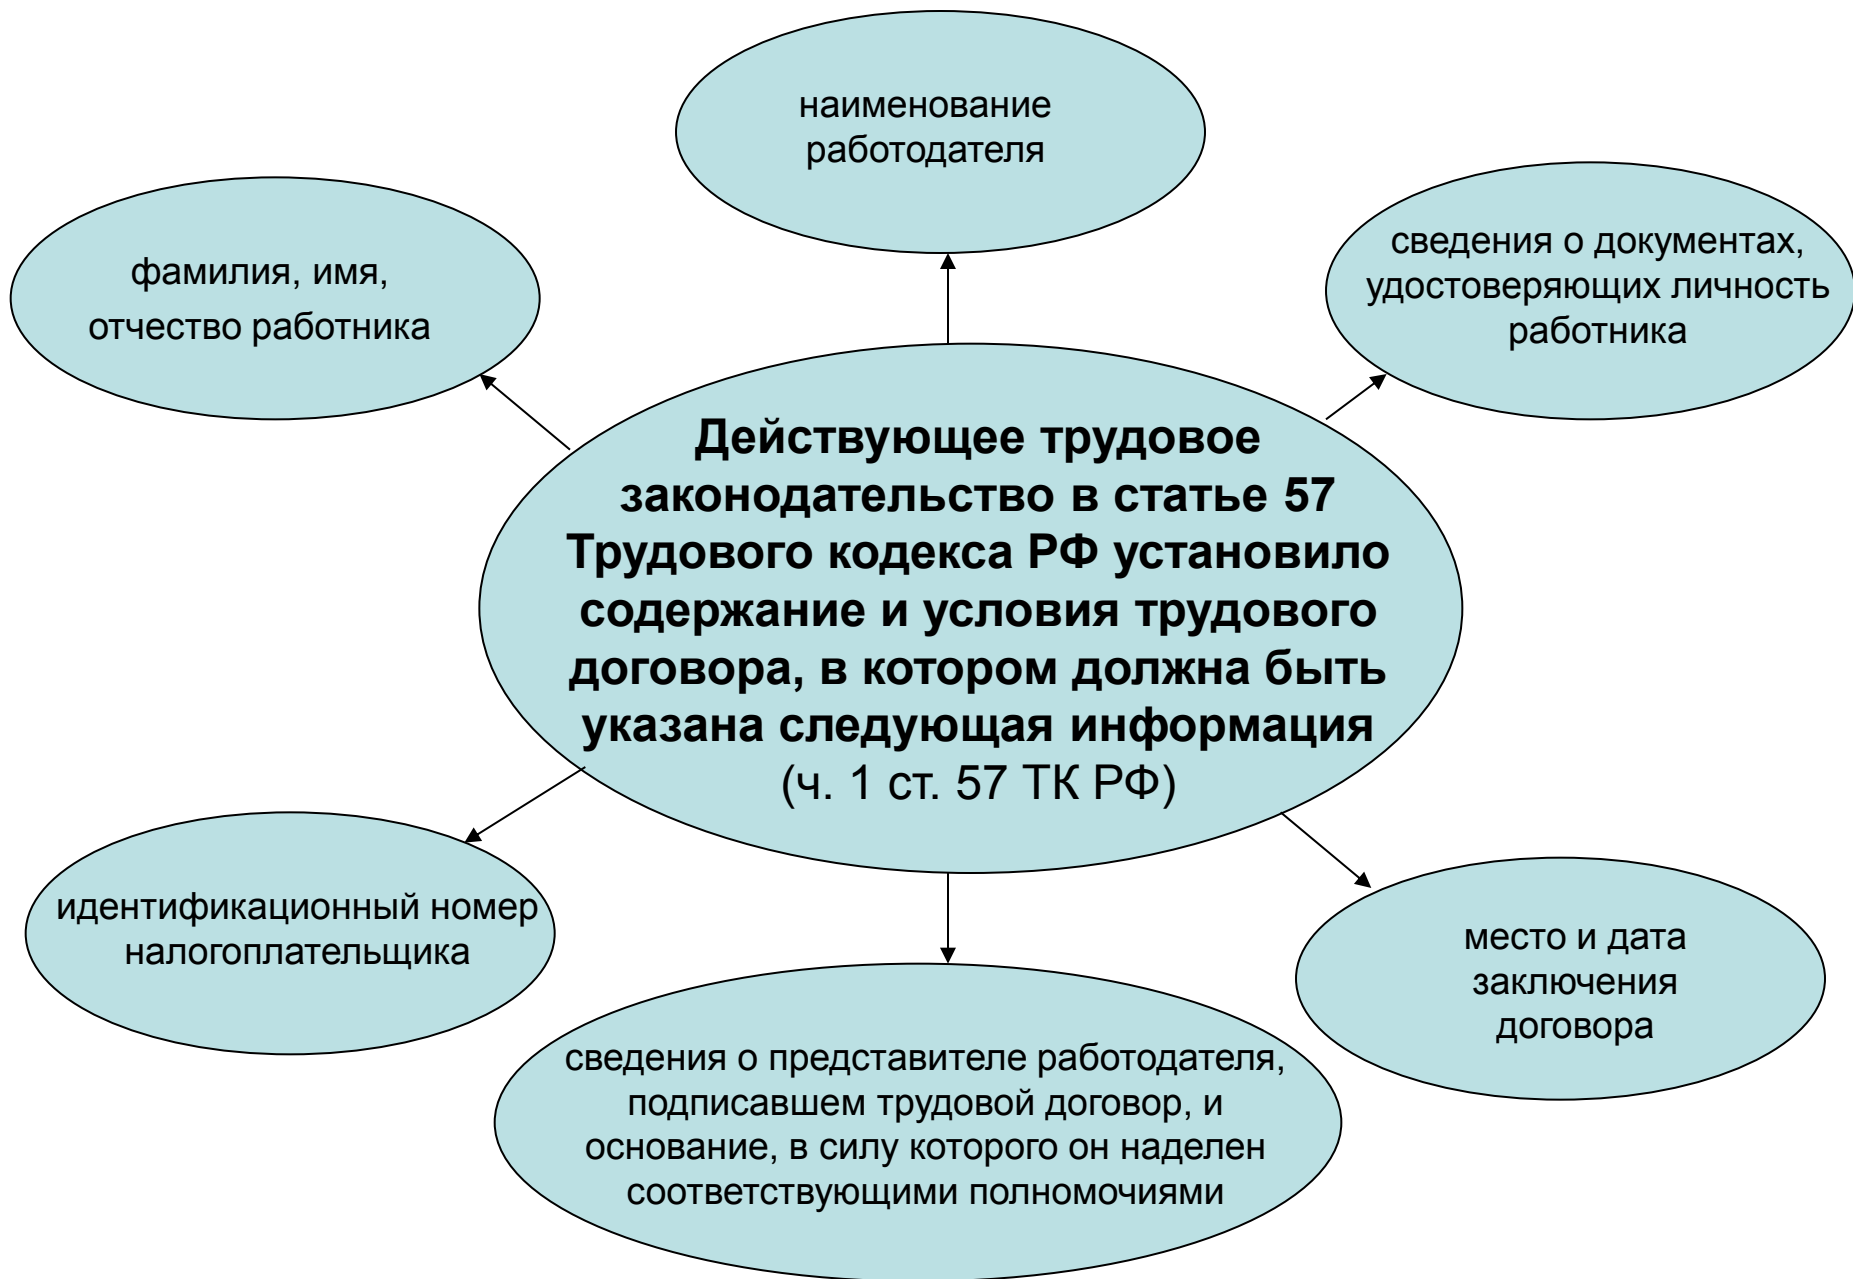 наименование
работодателя
фамилия, имя,
отчество работника
сведения о документах,
удостоверяющих личность
работника
Действующее трудовое
законодательство в статье 57
Трудового кодекса РФ установило
содержание и условия трудового
договора, в котором должна быть
указана следующая информация
(ч. 1 ст. 57 ТК РФ)
идентификационный номер
налогоплательщика
место и дата
заключения
договора
сведения о представителе работодателя,
подписавшем трудовой договор, и
основание, в силу которого он наделен
соответствующими полномочиями